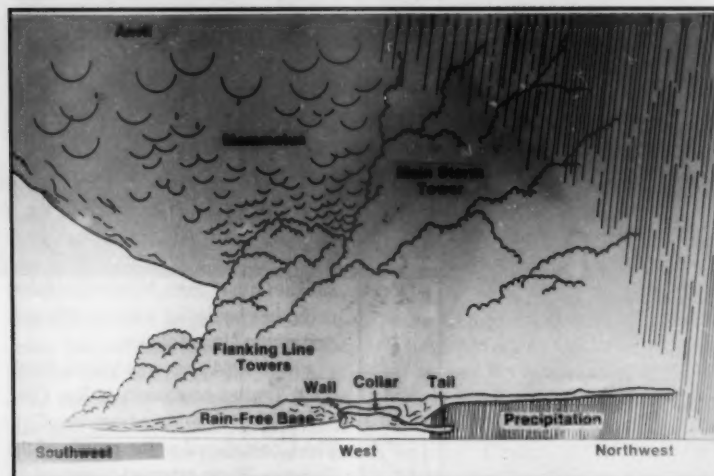 Anvil
Mammatus
Main Storm
Tower
Flanking Line
Towers
Wall Collar Tail
Rain-Free Base Precipitation
Southwest West Northwest